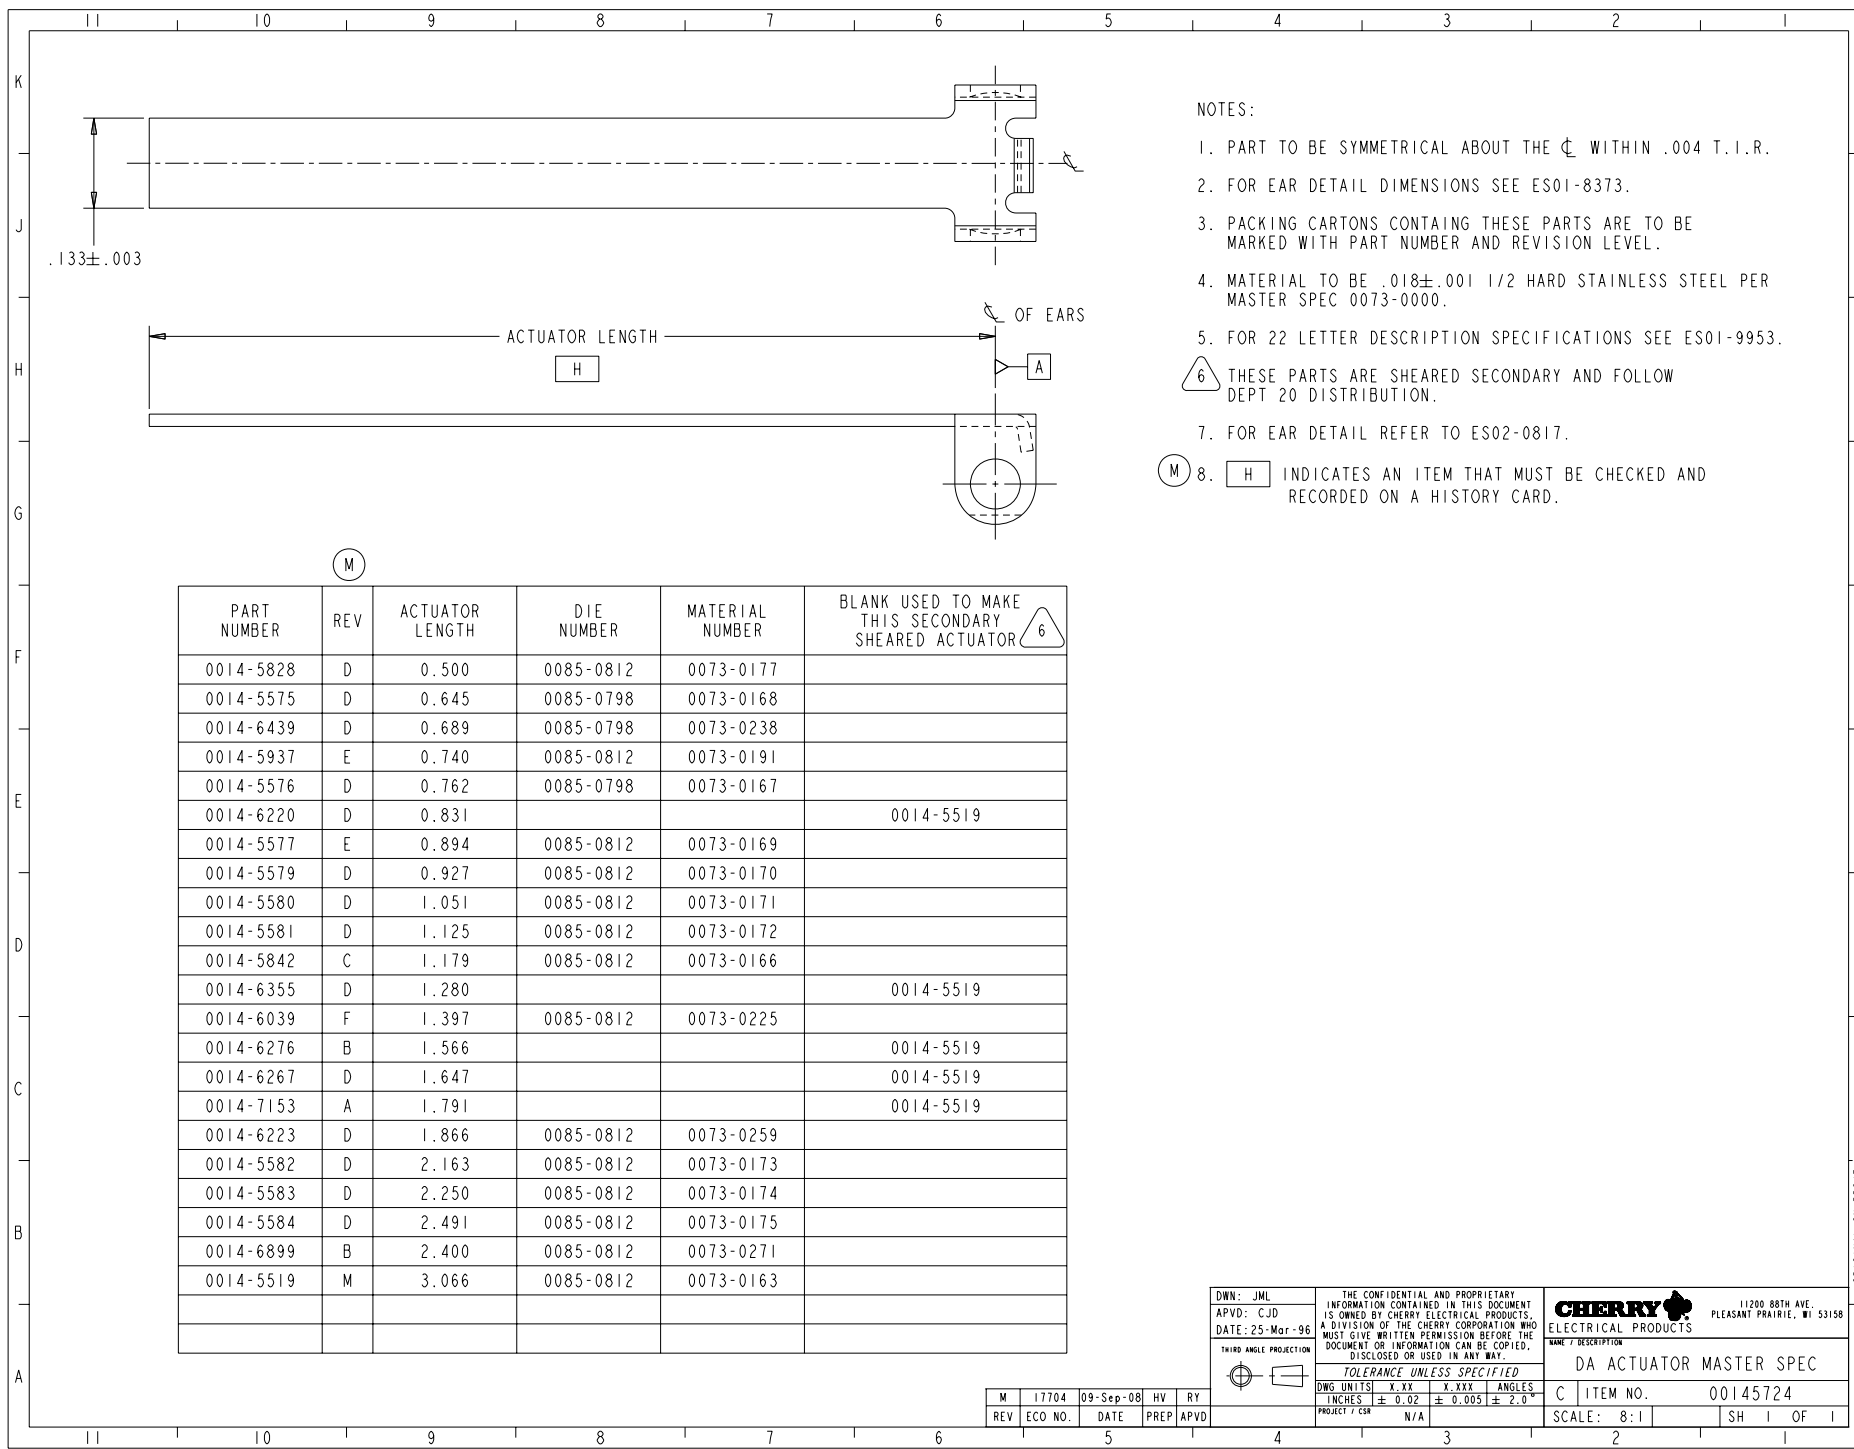 11 10 9 8 7 6 5 4 3 2 1
K
J
H
G
F
E
D
C
B
A
.133±.003
℄
℄ OF EARS
ACTUATOR LENGTH
H
A
NOTES:
1. PART TO BE SYMMETRICAL ABOUT THE ℄ WITHIN .004 T.I.R.
2. FOR EAR DETAIL DIMENSIONS SEE ES01-8373.
3. PACKING CARTONS CONTAING THESE PARTS ARE TO BE
MARKED WITH PART NUMBER AND REVISION LEVEL.
4. MATERIAL TO BE .018±.001 1/2 HARD STAINLESS STEEL PER
MASTER SPEC 0073-0000.
5. FOR 22 LETTER DESCRIPTION SPECIFICATIONS SEE ES01-9953.
6 THESE PARTS ARE SHEARED SECONDARY AND FOLLOW
DEPT 20 DISTRIBUTION.
7. FOR EAR DETAIL REFER TO ES02-0817.
M 8. H INDICATES AN ITEM THAT MUST BE CHECKED AND
RECORDED ON A HISTORY CARD.
M
PART NUMBER REV ACTUATOR LENGTH DIE NUMBER MATERIAL NUMBER BLANK USED TO MAKE THIS SECONDARY SHEARED ACTUATOR 6
0014-5828 D 0.500 0085-0812 0073-0177
0014-5575 D 0.645 0085-0798 0073-0168
0014-6439 D 0.689 0085-0798 0073-0238
0014-5937 E 0.740 0085-0812 0073-0191
0014-5576 D 0.762 0085-0798 0073-0167
0014-6220 D 0.831 0014-5519
0014-5577 E 0.894 0085-0812 0073-0169
0014-5579 D 0.927 0085-0812 0073-0170
0014-5580 D 1.051 0085-0812 0073-0171
0014-5581 D 1.125 0085-0812 0073-0172
0014-5842 C 1.179 0085-0812 0073-0166
0014-6355 D 1.280 0014-5519
0014-6039 F 1.397 0085-0812 0073-0225
0014-6276 B 1.566 0014-5519
0014-6267 D 1.647 0014-5519
0014-7153 A 1.791 0014-5519
0014-6223 D 1.866 0085-0812 0073-0259
0014-5582 D 2.163 0085-0812 0073-0173
0014-5583 D 2.250 0085-0812 0073-0174
0014-5584 D 2.491 0085-0812 0073-0175
0014-6899 B 2.400 0085-0812 0073-0271
0014-5519 M 3.066 0085-0812 0073-0163
M 17704 09-Sep-08 HV RY
REV ECO NO. DATE PREP APVD
DWN: JML
APVD: CJD
DATE: 25-Mar-96
THIRD ANGLE PROJECTION
THE CONFIDENTIAL AND PROPRIETARY
INFORMATION CONTAINED IN THIS DOCUMENT
IS OWNED BY CHERRY ELECTRICAL PRODUCTS,
A DIVISION OF THE CHERRY CORPORATION WHO
MUST GIVE WRITTEN PERMISSION BEFORE THE
DOCUMENT OR INFORMATION CAN BE COPIED,
DISCLOSED OR USED IN ANY WAY.
TOLERANCE UNLESS SPECIFIED
DWG UNITS X.XX X.XXX ANGLES
INCHES ± 0.02 ± 0.005 ± 2.0°
PROJECT / CSR N/A
CHERRY
ELECTRICAL PRODUCTS
11200 88TH AVE.
PLEASANT PRAIRIE, WI 53158
NAME / DESCRIPTION
DA ACTUATOR MASTER SPEC
C ITEM NO. 00145724
SCALE: 8:1 SH 1 OF 1
11 10 9 8 7 6 5 4 3 2 1